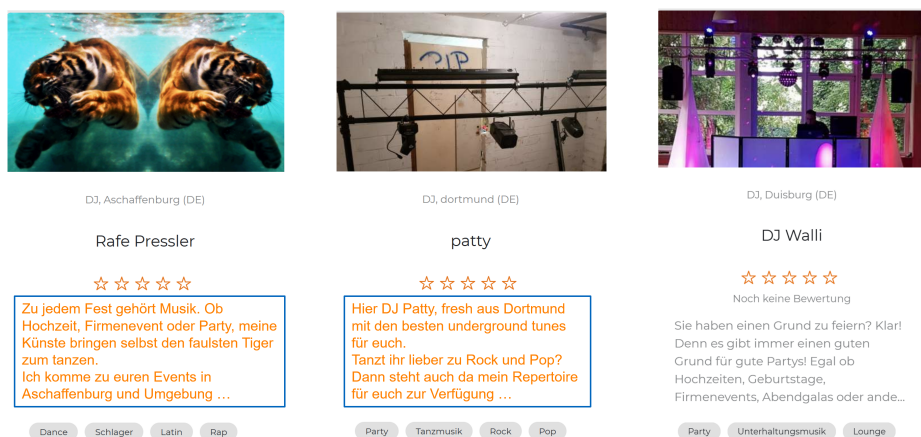 DJ, Aschaffenburg (DE)
Rafe Pressler
Zu jedem Fest gehört Musik. Ob
Hochzeit, Firmenevent oder Party, meine
Künste bringen selbst den faulsten Tiger
zum tanzen.
Ich komme zu euren Events in
Aschaffenburg und Umgebung …
Dance
Schlager
Latin
Rap
DJ, dortmund (DE)
patty
Hier DJ Patty, fresh aus Dortmund
mit den besten underground tunes
für euch.
Tanzt ihr lieber zu Rock und Pop?
Dann steht auch da mein Repertoire
für euch zur Verfügung …
Party
Tanzmusik
Rock
Pop
DJ, Duisburg (DE)
DJ Walli
Noch keine Bewertung
Sie haben einen Grund zu feiern? Klar!
Denn es gibt immer einen guten
Grund für gute Partys! Egal ob
Hochzeiten, Geburtstage,
Firmenevents, Abendgalas oder ande...
Party
Unterhaltungsmusik
Lounge